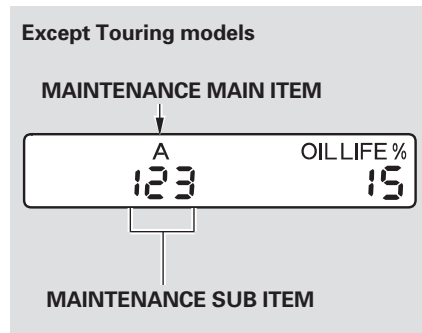 Except Touring models
MAINTENANCE MAIN ITEM
A OIL LIFE %
123 15
MAINTENANCE SUB ITEM